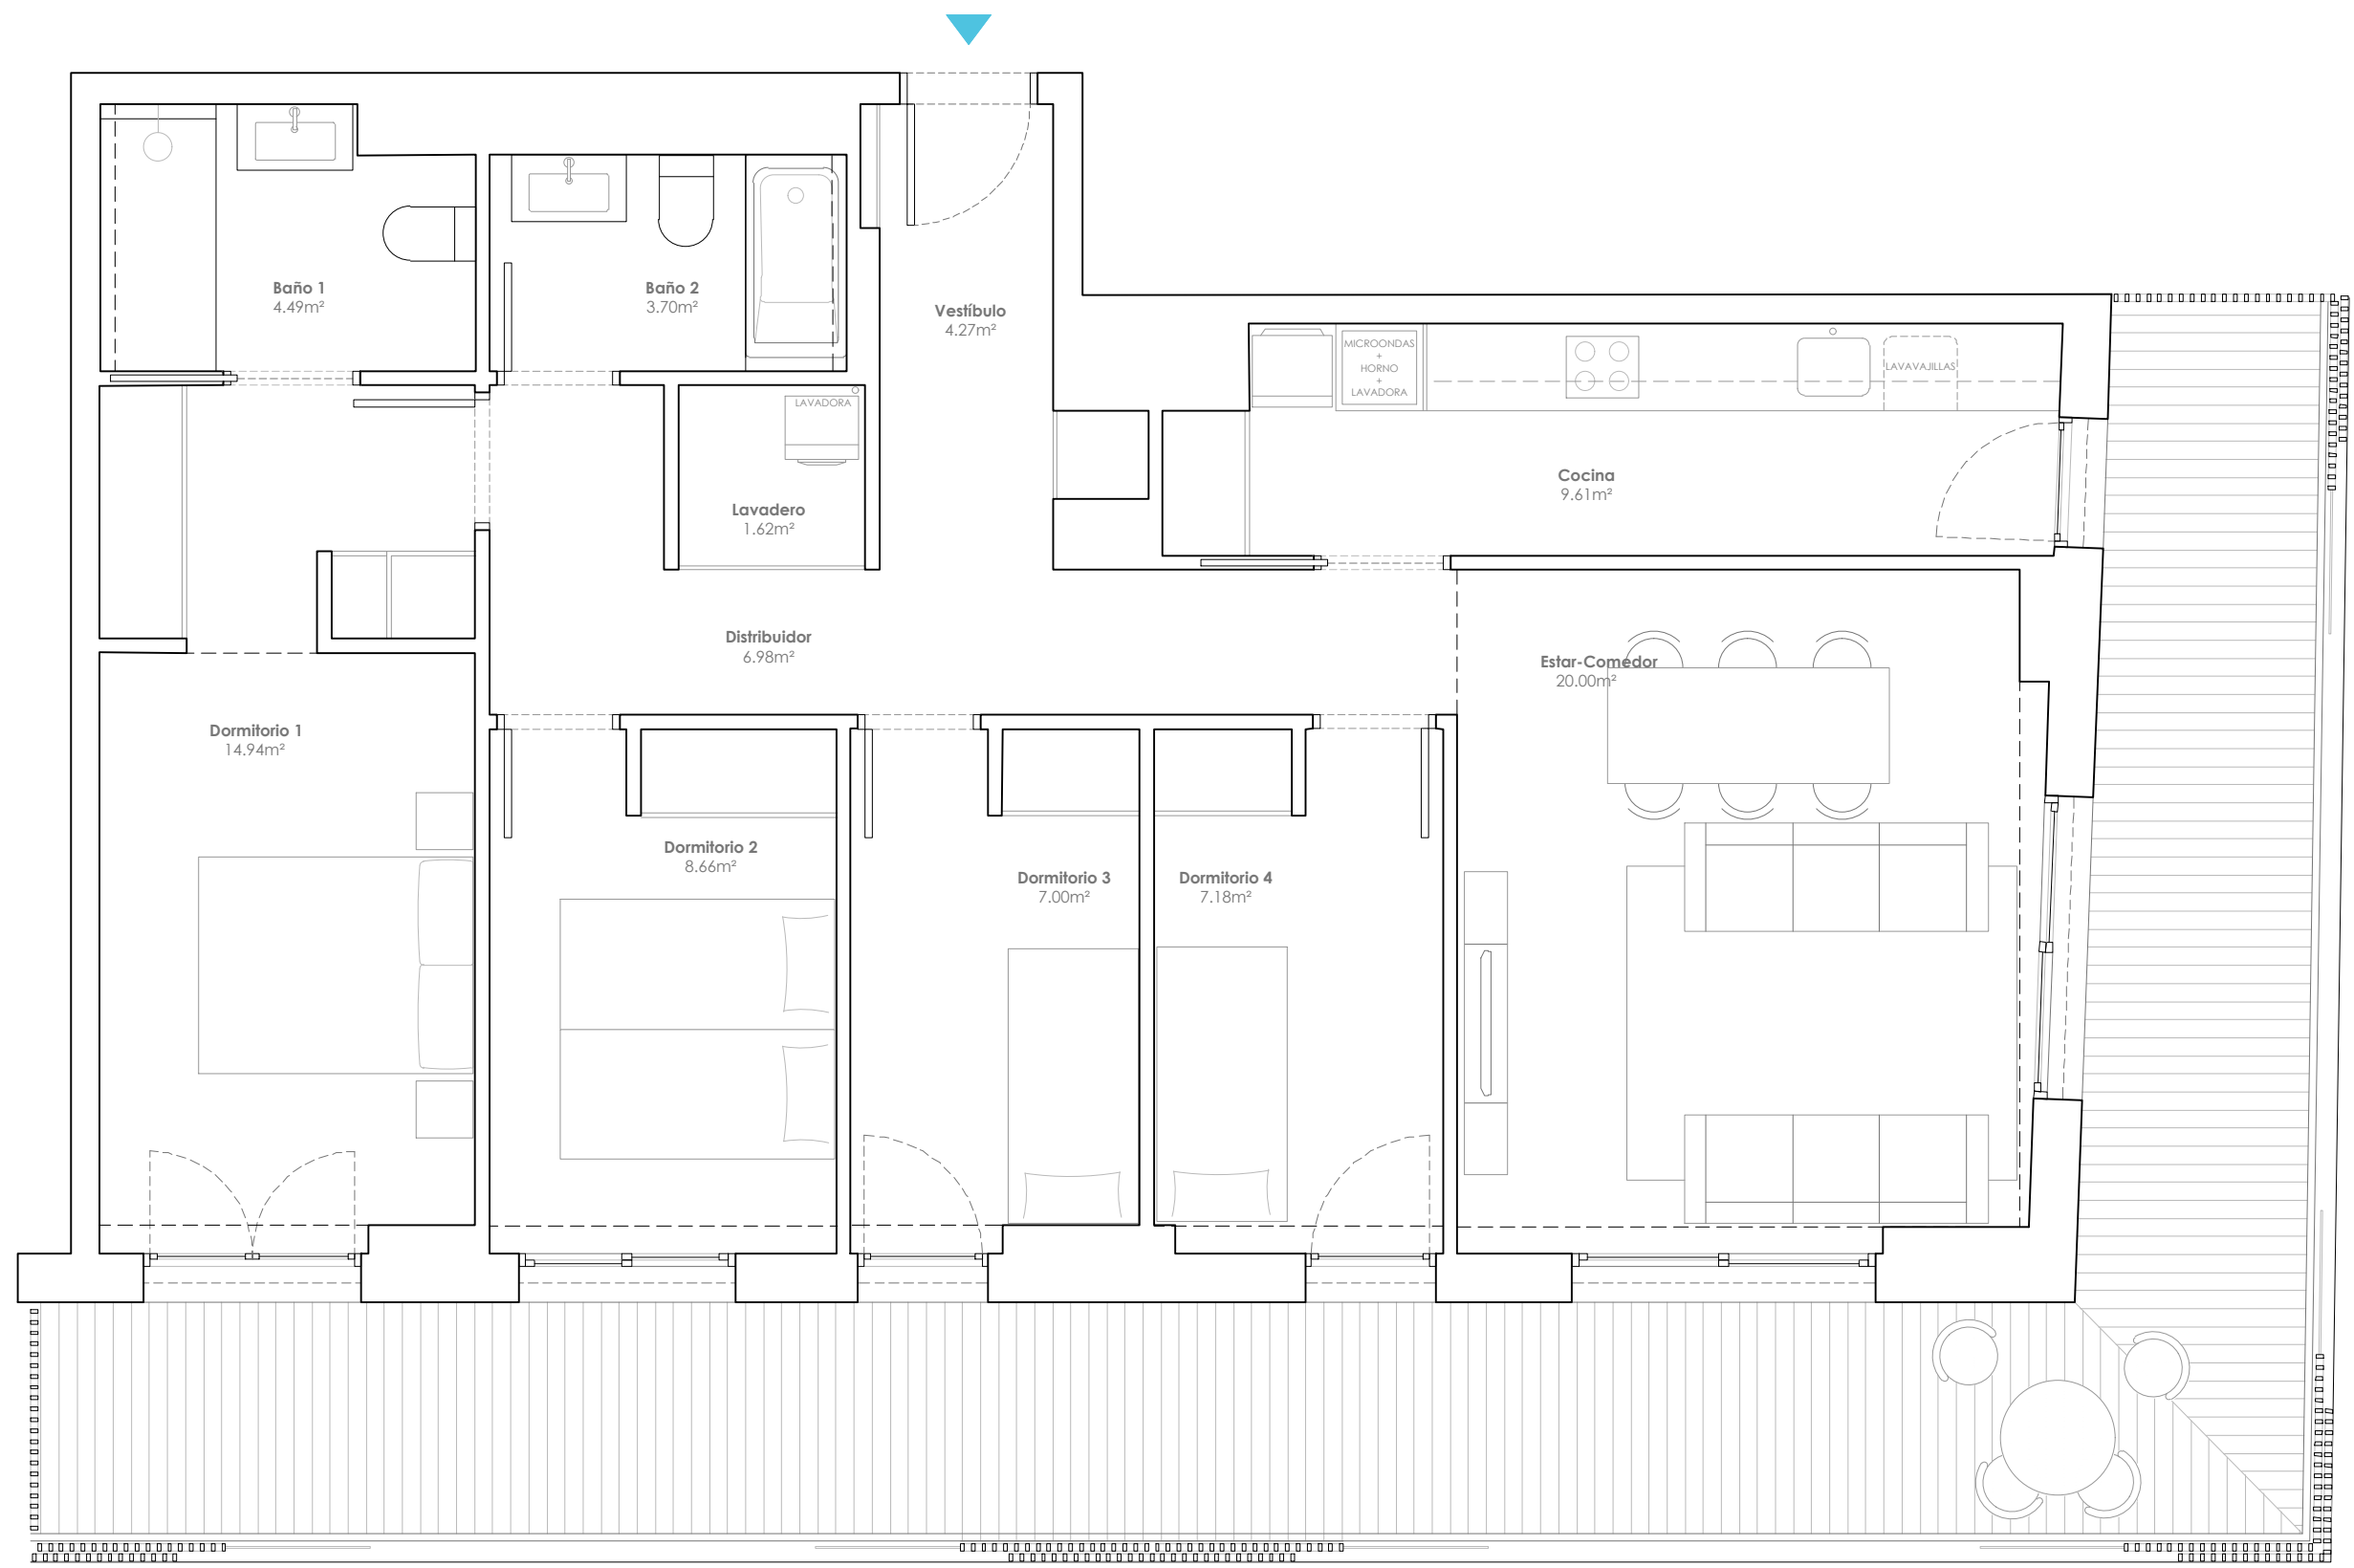 Baño 1
4.49m²
Baño 2
3.70m²
Vestíbulo
4.27m²
MICROONDAS
+
HORNO
+
LAVADORA
LAVAVAJILLAS
LAVADORA
Cocina
9.61m²
Lavadero
1.62m²
Distribuidor
6.98m²
Estar-Comedor
20.00m²
Dormitorio 1
14.94m²
Dormitorio 2
8.66m²
Dormitorio 3
7.00m²
Dormitorio 4
7.18m²